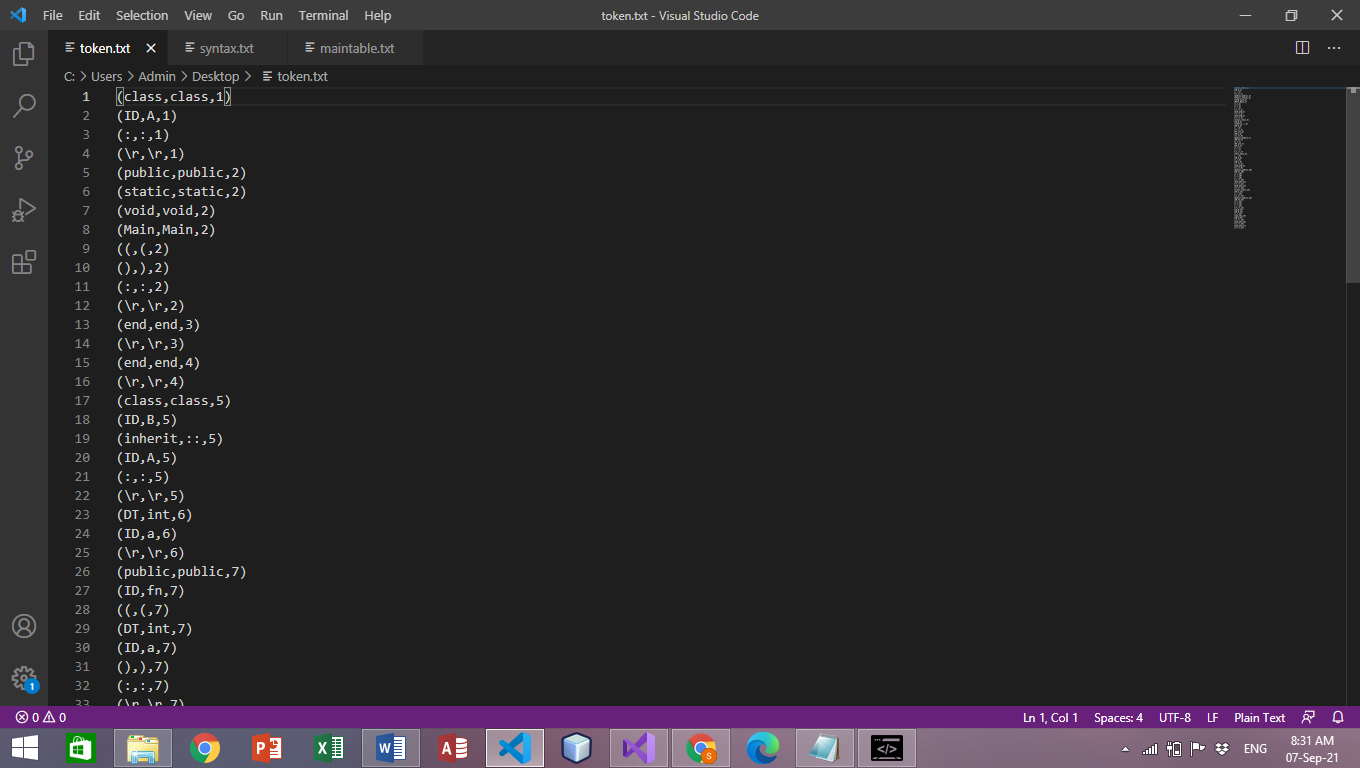 File Edit Selection View Go Run Terminal Help token.txt - Visual Studio Code
token.txt syntax.txt maintable.txt
C: > Users > Admin > Desktop > token.txt
1 (class,class,1)
2 (ID,A,1)
3 (:,:,1)
4 (\r,\r,1)
5 (public,public,2)
6 (static,static,2)
7 (void,void,2)
8 (Main,Main,2)
9 ((,(,2)
10 (),),2)
11 (:,:,2)
12 (\r,\r,2)
13 (end,end,3)
14 (\r,\r,3)
15 (end,end,4)
16 (\r,\r,4)
17 (class,class,5)
18 (ID,B,5)
19 (inherit,::,5)
20 (ID,A,5)
21 (:,:,5)
22 (\r,\r,5)
23 (DT,int,6)
24 (ID,a,6)
25 (\r,\r,6)
26 (public,public,7)
27 (ID,fn,7)
28 ((,(,7)
29 (DT,int,7)
30 (ID,a,7)
31 (),),7)
32 (:,:,7)
33 (\r,\r,7)
1
0 0 Ln 1, Col 1 Spaces: 4 UTF-8 LF Plain Text
ENG 8:31 AM
07-Sep-21